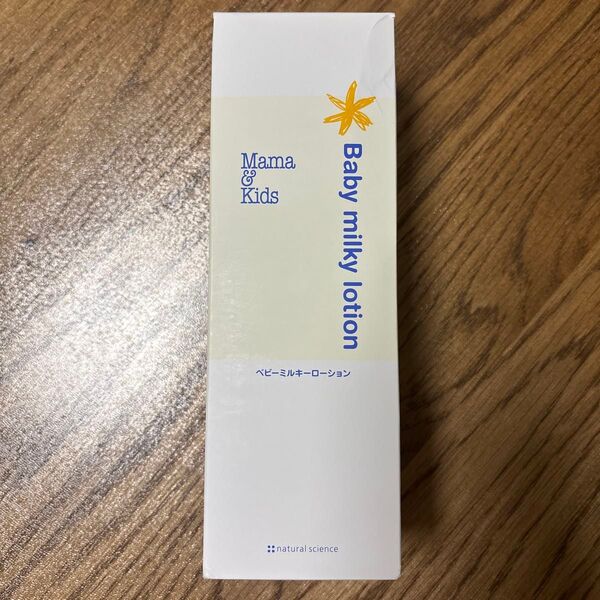 Mama
&
Kids
Baby milky lotion
ベビーミルキーローション
natural science